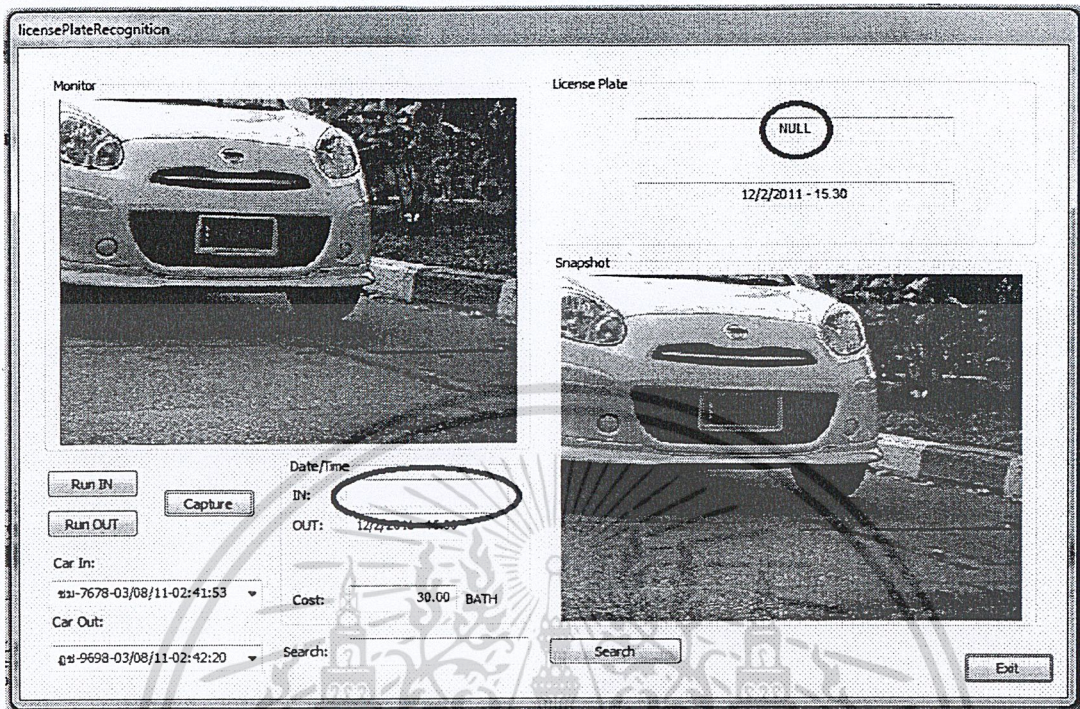 licensePlateRecognition
Monitor
License Plate
NULL
12/2/2011 - 15.30
Snapshot
Run IN
Capture
Run OUT
Date/Time
IN:
OUT:
Car In:
ชม-7678-03/08/11-02:41:53
Cost: 30.00 BATH
Car Out:
-9698-03/08/11-02:42:20
Search:
Search
Exit